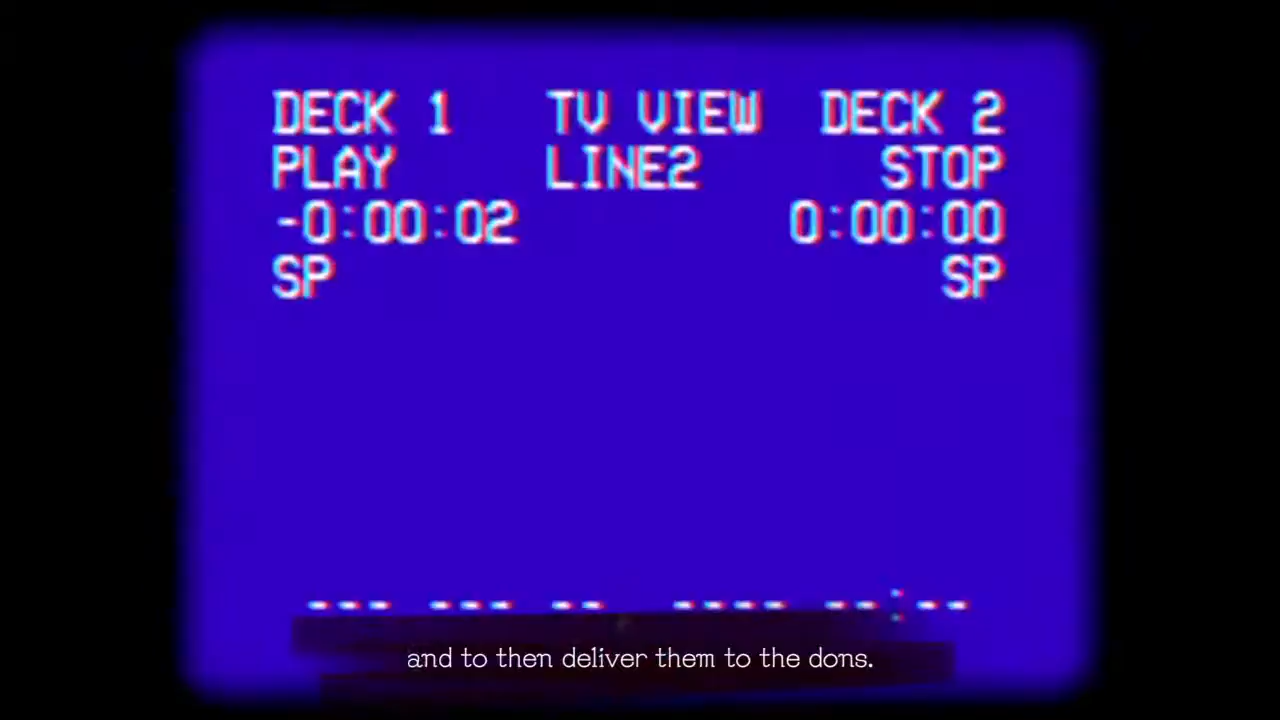 DECK 1 TV VIEW DECK 2
PLAY LINE2 STOP
-0:00:02 0:00:00
SP SP
--- --- -- ---- --:--
and to then deliver them to the dons.